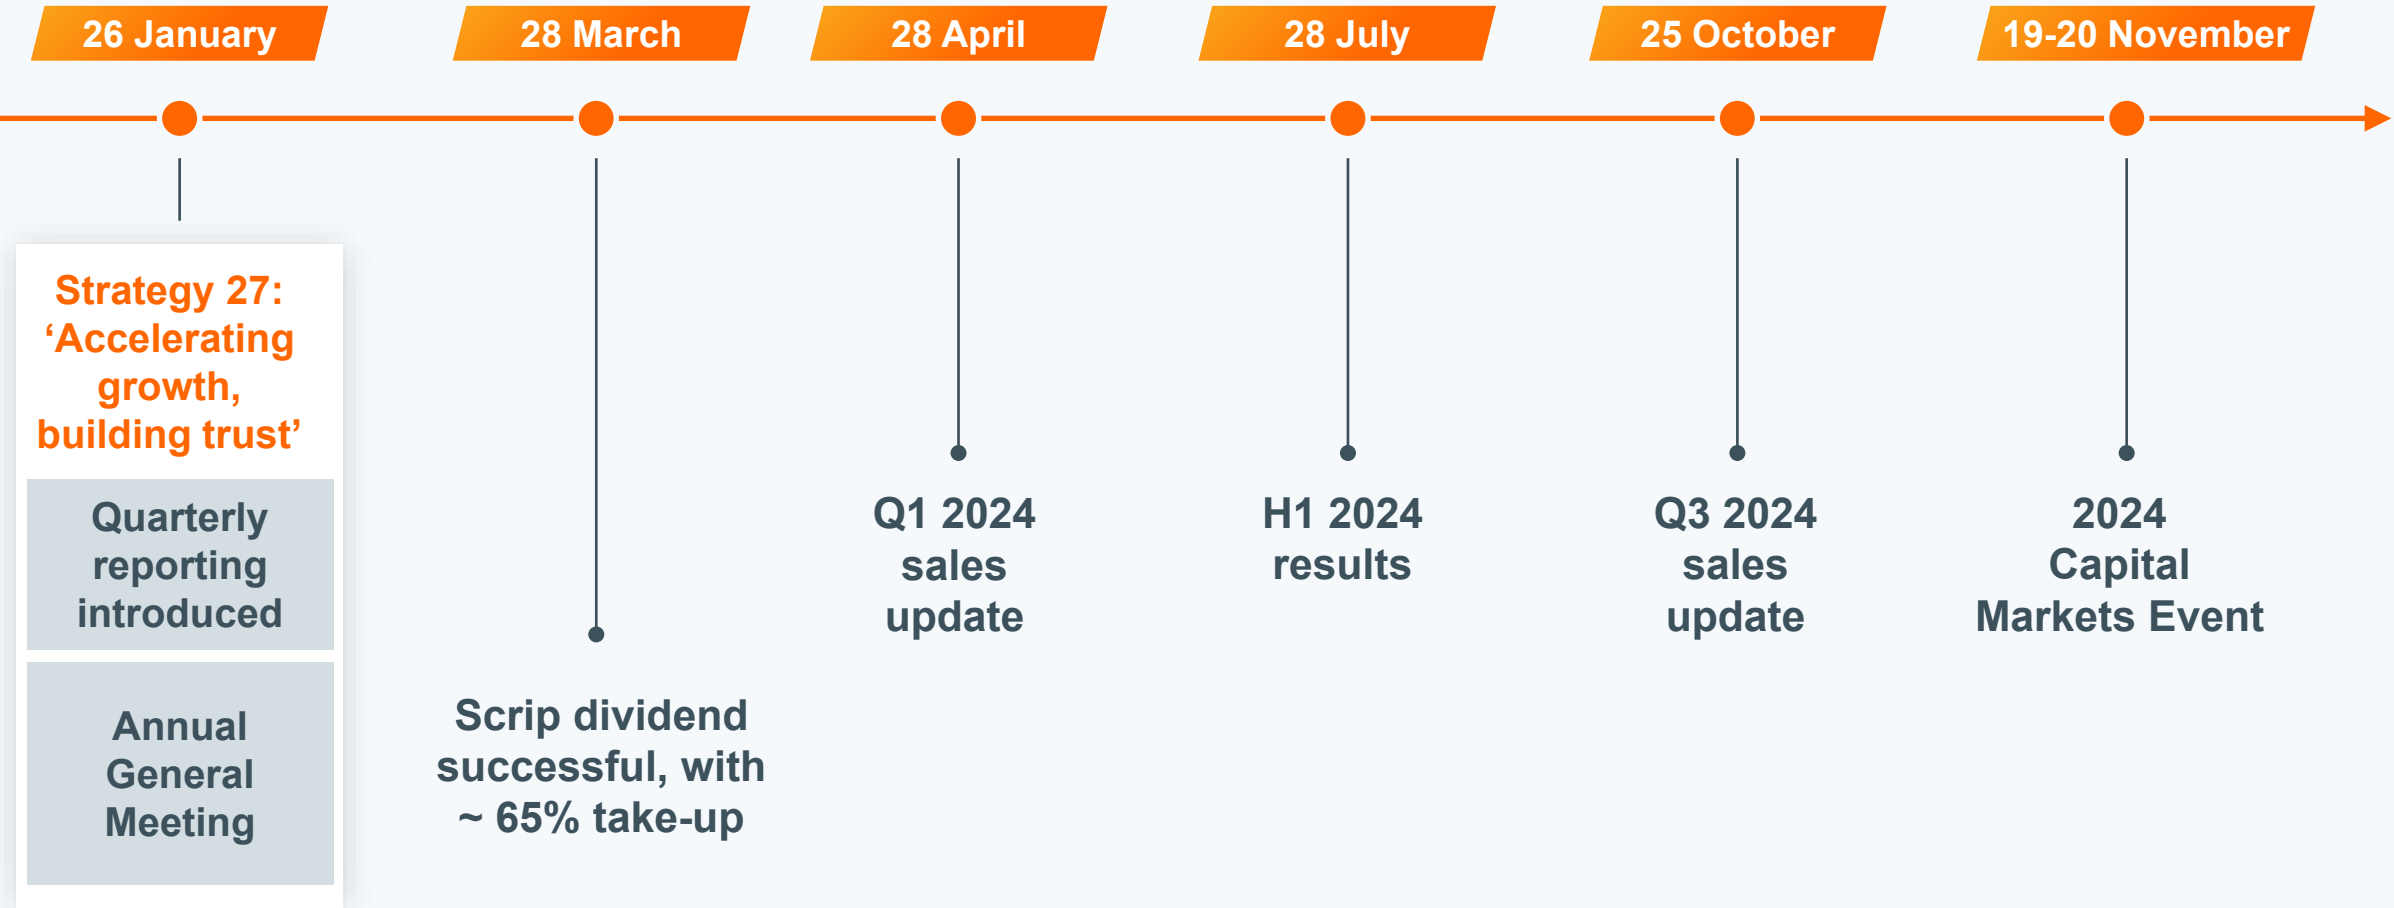 26 January
28 March
28 April
28 July
25 October
19-20 November
Strategy 27:
‘Accelerating
growth,
building trust’
Quarterly
reporting
introduced
Annual
General
Meeting
Scrip dividend
successful, with
~ 65% take-up
Q1 2024
sales
update
H1 2024
results
Q3 2024
sales
update
2024
Capital
Markets Event